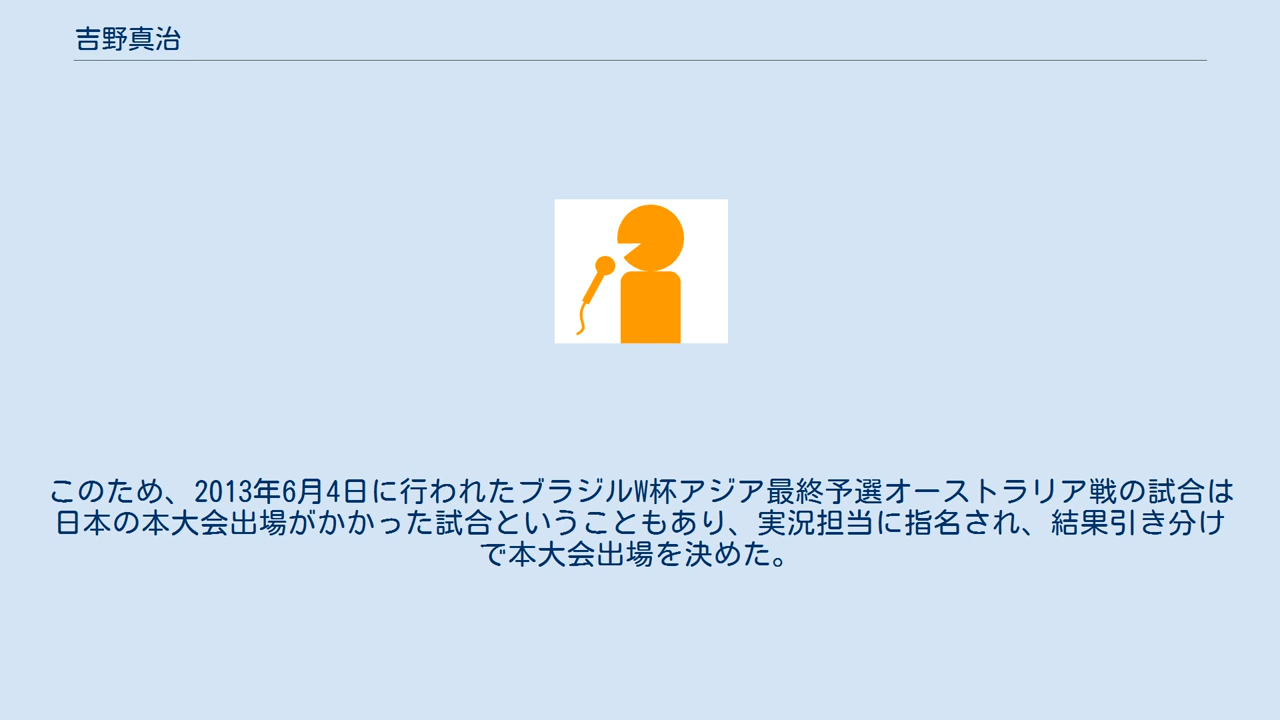 吉野真治
このため、2013年6月4日に行われたブラジルW杯アジア最終予選オーストラリア戦の試合は
日本の本大会出場がかかった試合ということもあり、実況担当に指名され、結果引き分け
で本大会出場を決めた。